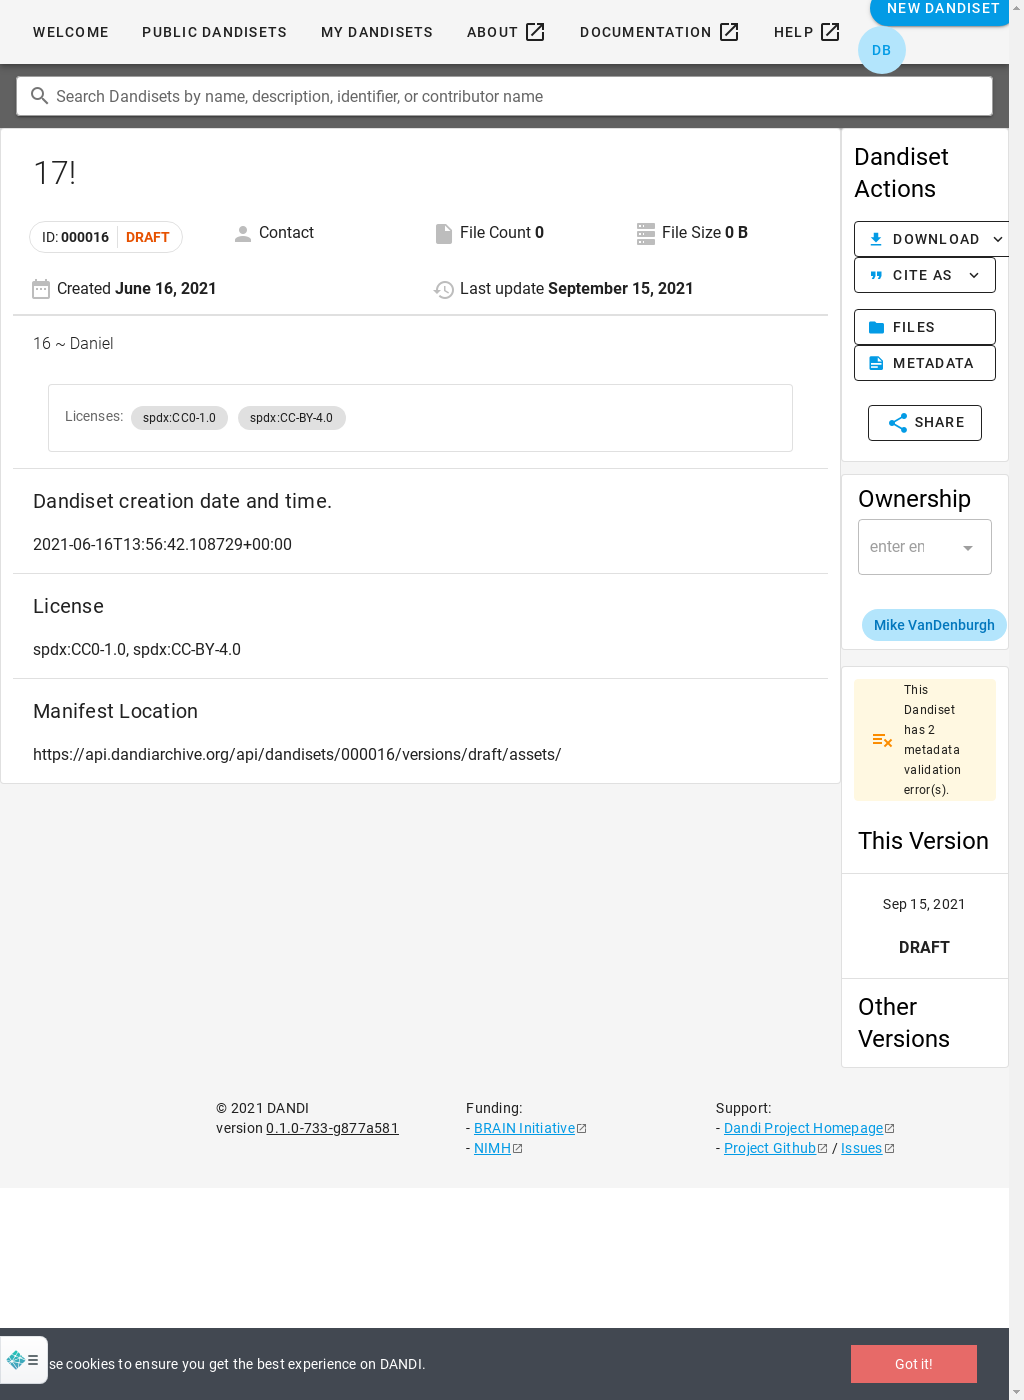 WELCOME
PUBLIC DANDISETS
MY DANDISETS
ABOUT
DOCUMENTATION
HELP
NEW DANDISET
DB
Search Dandisets by name, description, identifier, or contributor name
17!
ID: 000016 DRAFT
Contact
File Count 0
File Size 0 B
Created June 16, 2021
Last update September 15, 2021
16 ~ Daniel
Licenses: spdx:CC0-1.0 spdx:CC-BY-4.0
Dandiset creation date and time.
2021-06-16T13:56:42.108729+00:00
License
spdx:CC0-1.0, spdx:CC-BY-4.0
Manifest Location
https://api.dandiarchive.org/api/dandisets/000016/versions/draft/assets/
Dandiset
Actions
DOWNLOAD
CITE AS
FILES
METADATA
SHARE
Ownership
enter en
Mike VanDenburgh
This
Dandiset
has 2
metadata
validation
error(s).
This Version
Sep 15, 2021
DRAFT
Other
Versions
© 2021 DANDI
version 0.1.0-733-g877a581
Funding:
- BRAIN Initiative
- NIMH
Support:
- Dandi Project Homepage
- Project Github / Issues
se cookies to ensure you get the best experience on DANDI.
Got it!